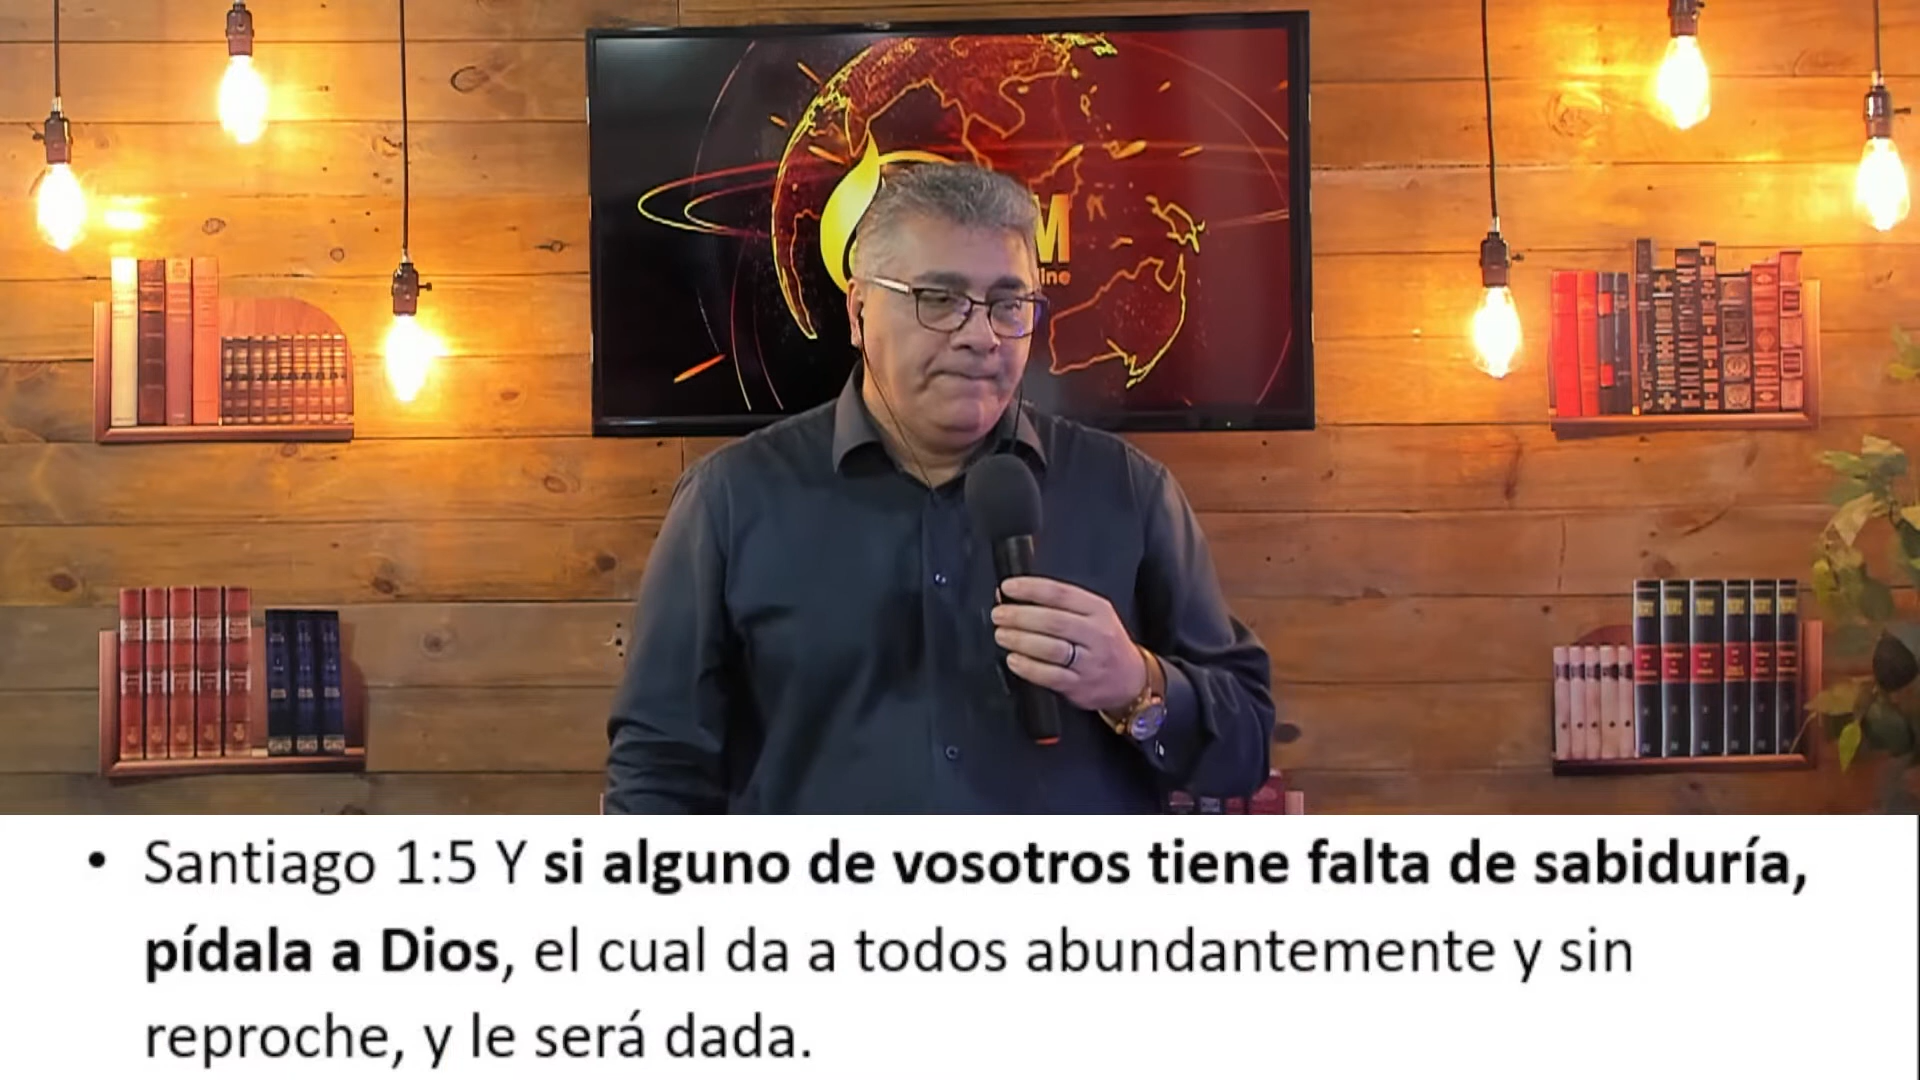 M
line
• Santiago 1:5 Y si alguno de vosotros tiene falta de sabiduría,
pídala a Dios, el cual da a todos abundantemente y sin
reproche, y le será dada.